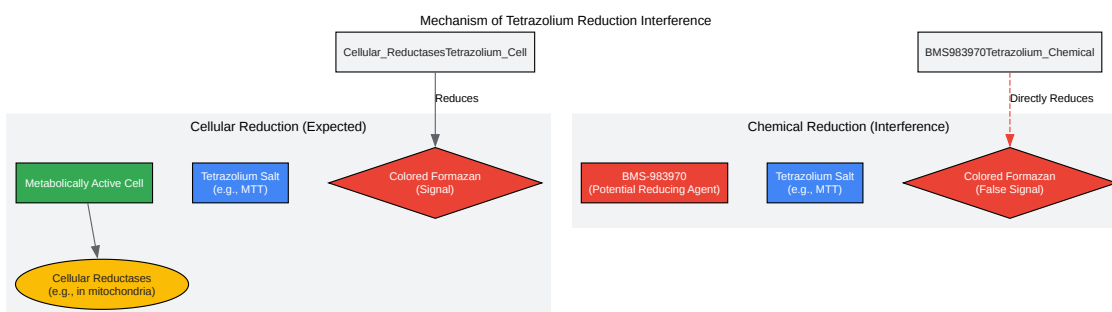 Mechanism of Tetrazolium Reduction Interference
Cellular_ReductasesTetrazolium_Cell
BMS983970Tetrazolium_Chemical
Reduces
Directly Reduces
Cellular Reduction (Expected)
Metabolically Active Cell
Tetrazolium Salt
(e.g., MTT)
Colored Formazan
(Signal)
Cellular Reductases
(e.g., in mitochondria)
Chemical Reduction (Interference)
BMS-983970
(Potential Reducing Agent)
Tetrazolium Salt
(e.g., MTT)
Colored Formazan
(False Signal)